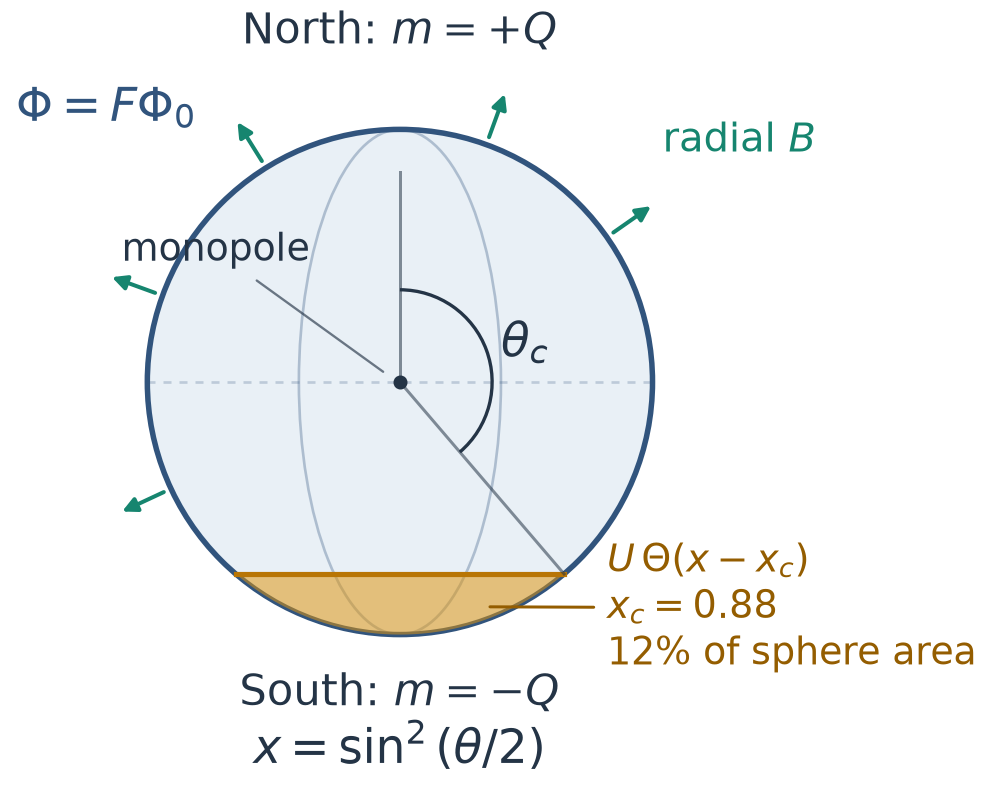 North: m = +Q
Φ = FΦ₀
radial B
monopole
θ_c
U Θ(x − x_c)
x_c = 0.88
12% of sphere area
South: m = −Q
x = sin² (θ/2)